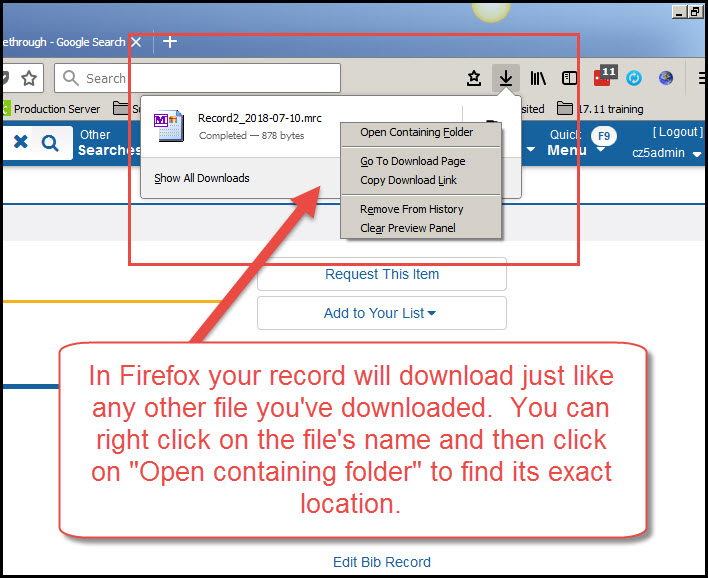 ethrough - Google Search
Search
11
Production Server
sited
17.11 training
Other
Searches
Record2_2018-07-10.mrc
Completed — 878 bytes
Show All Downloads
Open Containing Folder
Go To Download Page
Copy Download Link
Remove From History
Clear Preview Panel
Quick
Menu
F9
[ Logout ]
cz5admin
Request This Item
Add to Your List
In Firefox your record will download just like
any other file you've downloaded. You can
right click on the file's name and then click
on "Open containing folder" to find its exact
location.
Edit Bib Record